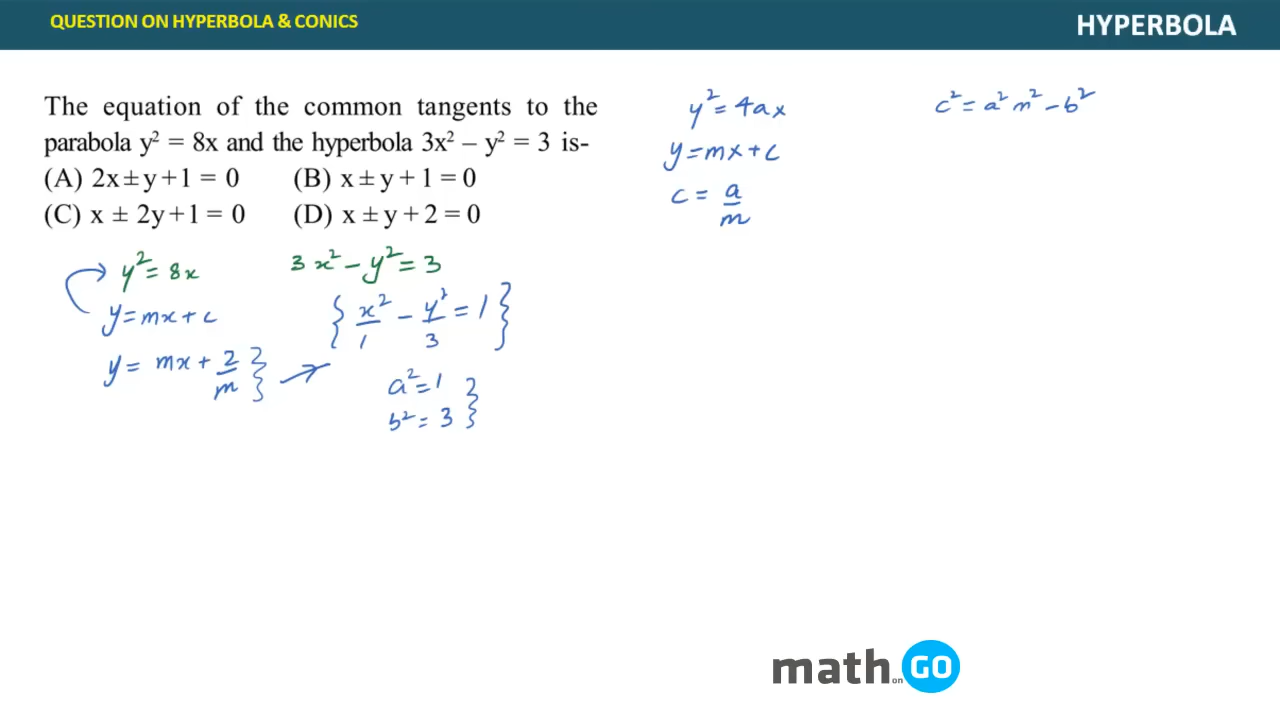 QUESTION ON HYPERBOLA & CONICS
HYPERBOLA
The equation of the common tangents to the
parabola y² = 8x and the hyperbola 3x² – y² = 3 is-
(A) 2x ± y + 1 = 0 (B) x ± y + 1 = 0
(C) x ± 2y + 1 = 0 (D) x ± y + 2 = 0
y² = 8x
y = mx + c
y = mx + 2/m }
3x² – y² = 3
{ x²/1 – y²/3 = 1 }
a² = 1
b² = 3 }
y² = 4ax
y = mx + c
c = a/m
c² = a²m² – b²
math on GO